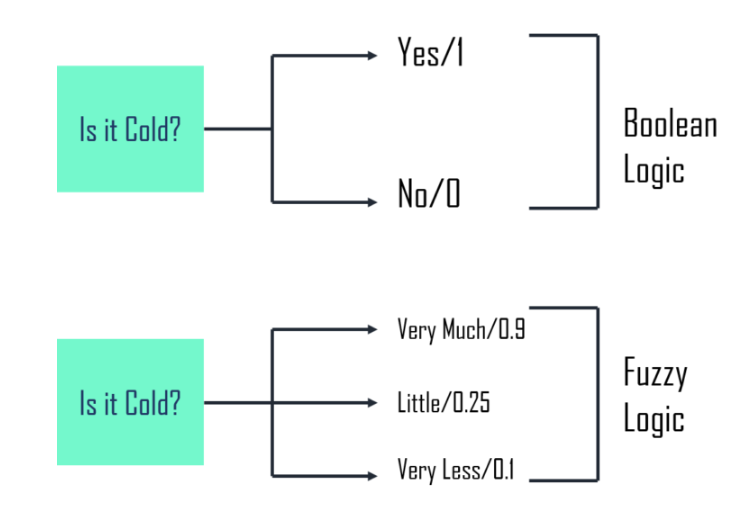 Is it Cold?
Yes/1
No/0
Boolean
Logic
Is it Cold?
Very Much/0.9
Little/0.25
Very Less/0.1
Fuzzy
Logic